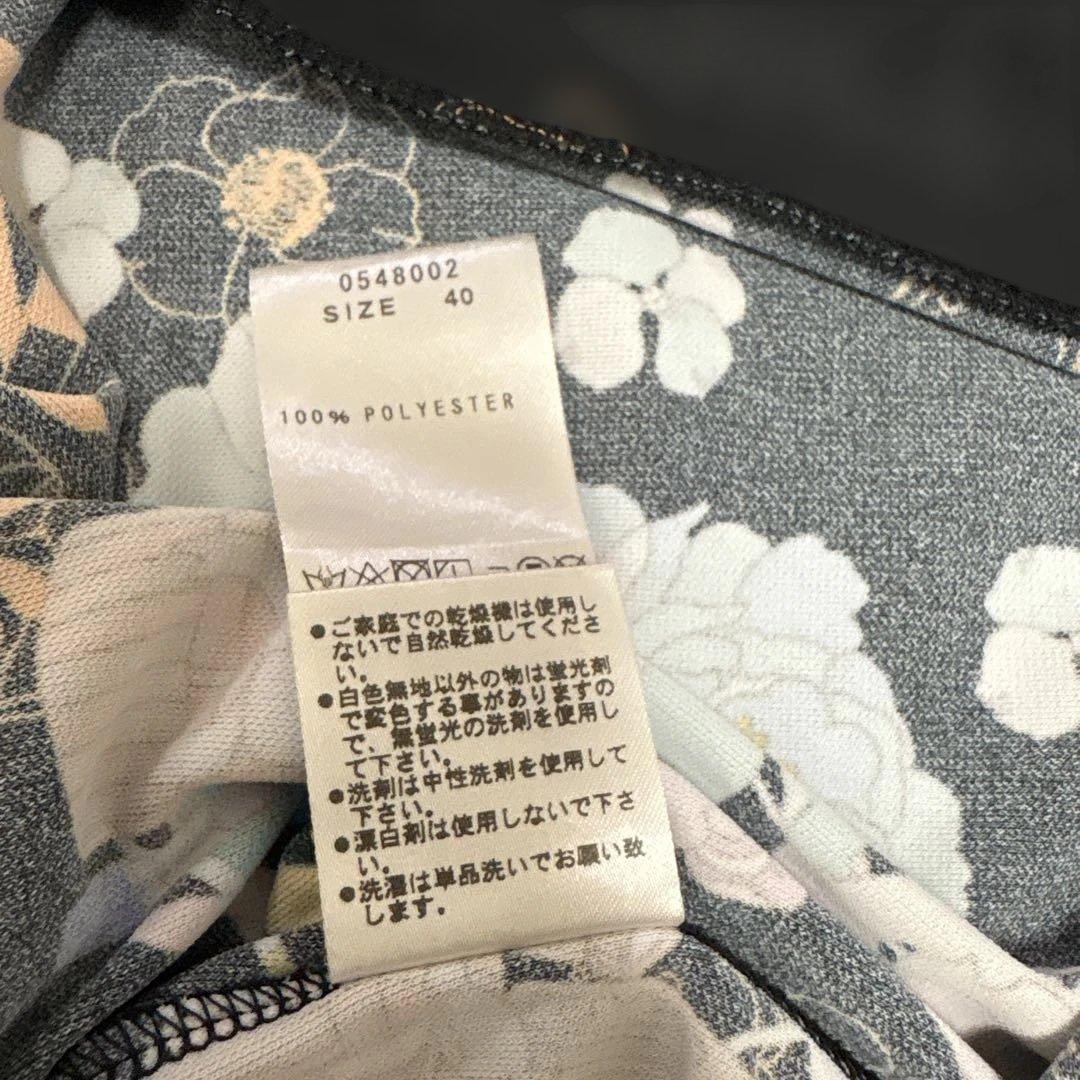 0548002
SIZE 40
100% POLYESTER
●ご家庭での乾燥機は使用し
ないで自然乾燥してくださ
い。
●白色無地以外の物は蛍光剤
で変色する事がありますの
で、無蛍光の洗剤を使用し
て下さい。
●洗剤は中性洗剤を使用して
下さい。
●漂白剤は使用しないで下さ
い。
●洗濯は単品洗いでお願い致
します。